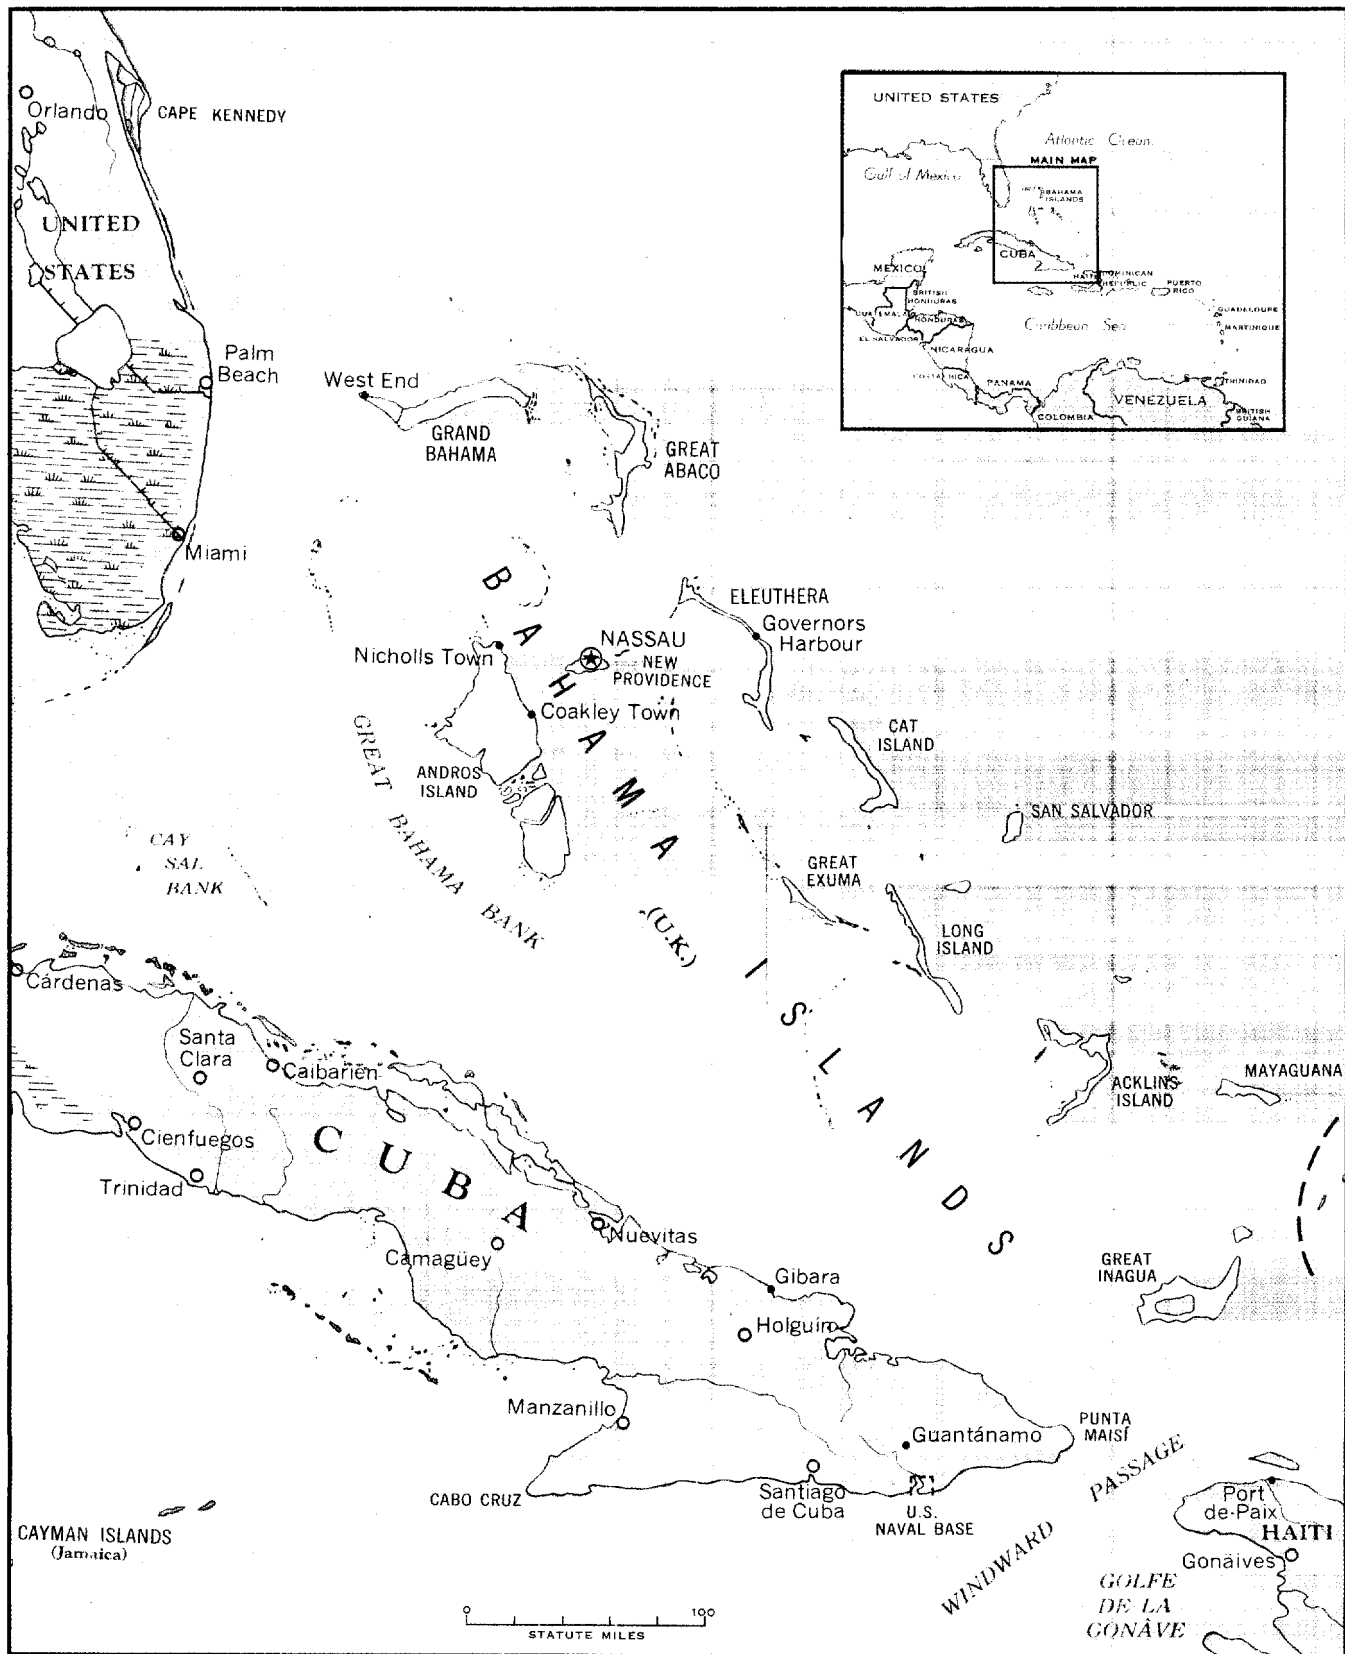 Orlando
CAPE KENNEDY
UNITED
STATES
Palm
Beach
Miami
UNITED STATES
Atlantic Ocean
MAIN MAP
Gulf of Mexico
BAHAMA
ISLANDS
CUBA
MEXICO
HAITI
DOMINICAN
REPUBLIC
PUERTO
RICO
BRITISH
HONDURAS
GUATEMALA
HONDURAS
Caribbean Sea
GUADELOUPE
MARTINIQUE
EL SALVADOR
NICARAGUA
COSTA RICA
PANAMA
TRINIDAD
VENEZUELA
COLOMBIA
BRITISH
GUIANA
West End
GRAND
BAHAMA
GREAT
ABACO
BAHAMA ISLANDS
(U.K.)
ELEUTHERA
Governors
Harbour
NASSAU
NEW
PROVIDENCE
Nicholls Town
Coakley Town
GREAT BAHAMA BANK
ANDROS
ISLAND
CAT
ISLAND
SAN SALVADOR
CAY
SAL
BANK
GREAT
EXUMA
LONG
ISLAND
Cárdenas
Santa
Clara
Caibarién
ACKLINS
ISLAND
MAYAGUANA
Cienfuegos
CUBA
Trinidad
Nuevitas
Camagüey
GREAT
INAGUA
Gibara
Holguín
Manzanillo
Guantánamo
PUNTA
MAISÍ
CABO CRUZ
Santiago
de Cuba
U.S.
NAVAL BASE
WINDWARD PASSAGE
Port
de-Paix
HAITI
Gonäives
CAYMAN ISLANDS
(Jamaica)
GOLFE
DE LA
GONÂVE
0 100
STATUTE MILES